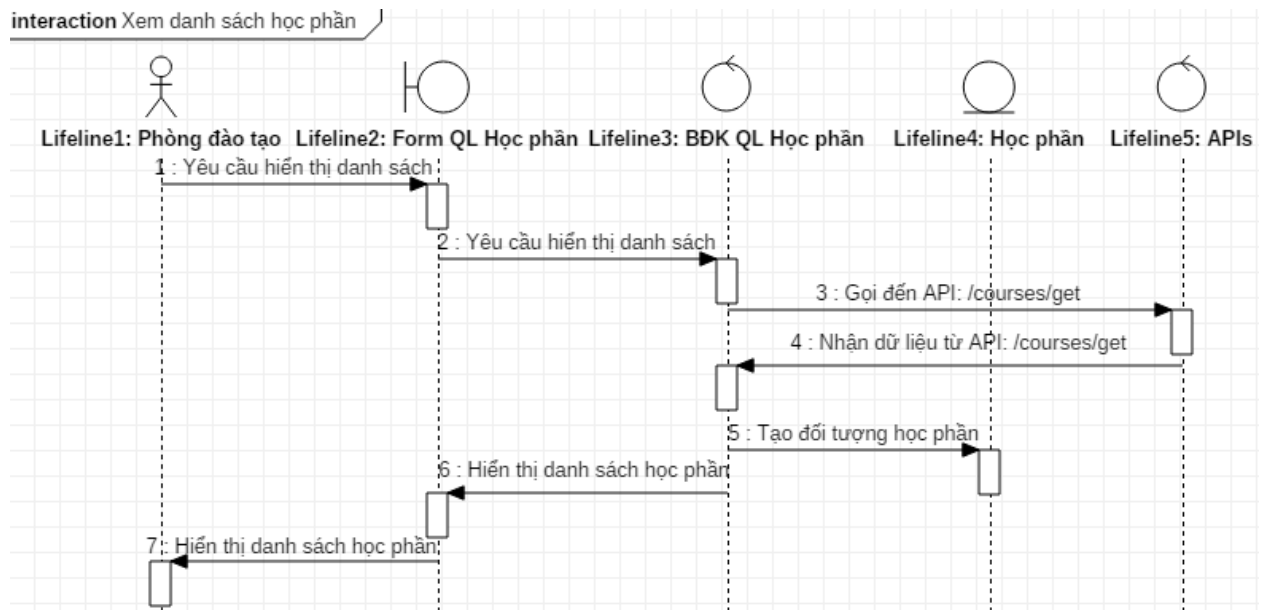 interaction Xem danh sách học phần
Lifeline1: Phòng đào tạo
Lifeline2: Form QL Học phần
Lifeline3: BĐK QL Học phần
Lifeline4: Học phần
Lifeline5: APIs
1 : Yêu cầu hiển thị danh sách
2 : Yêu cầu hiển thị danh sách
3 : Gọi đến API: /courses/get
4 : Nhận dữ liệu từ API: /courses/get
5 : Tạo đối tượng học phần
6 : Hiển thị danh sách học phần
7 : Hiển thị danh sách học phần